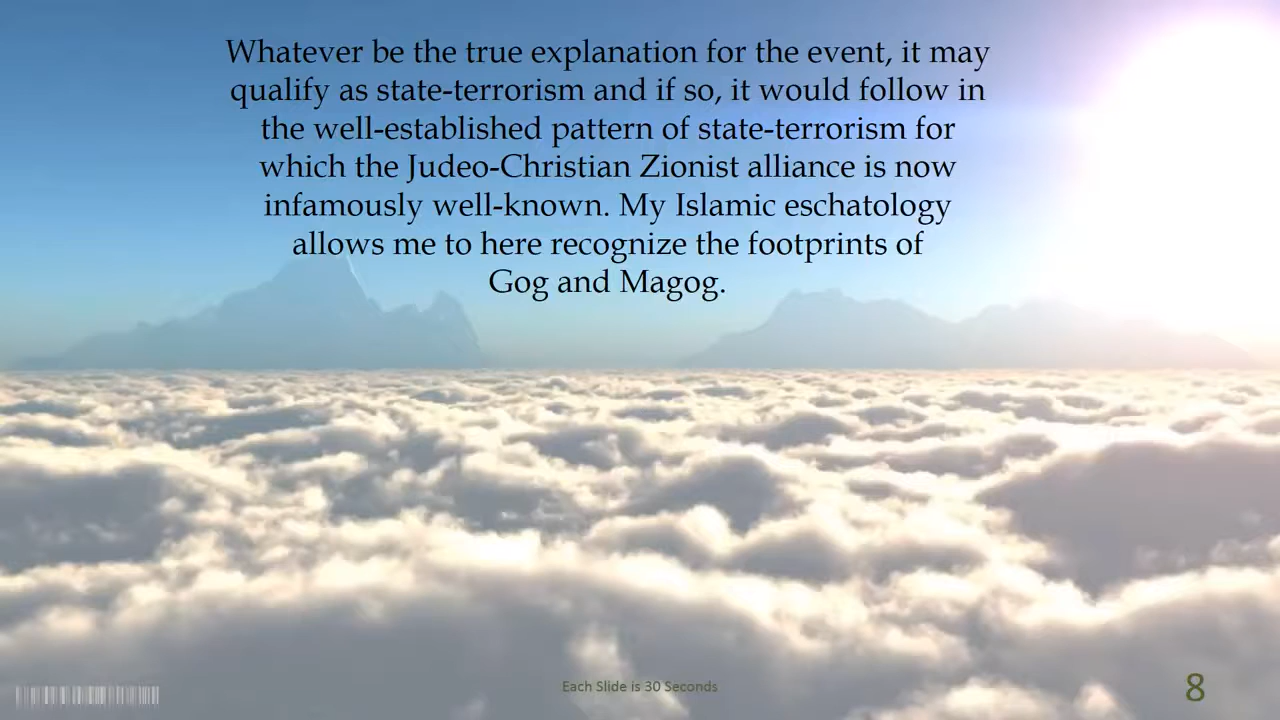 Whatever be the true explanation for the event, it may
qualify as state-terrorism and if so, it would follow in
the well-established pattern of state-terrorism for
which the Judeo-Christian Zionist alliance is now
infamously well-known. My Islamic eschatology
allows me to here recognize the footprints of
Gog and Magog.
Each Slide is 30 Seconds
8